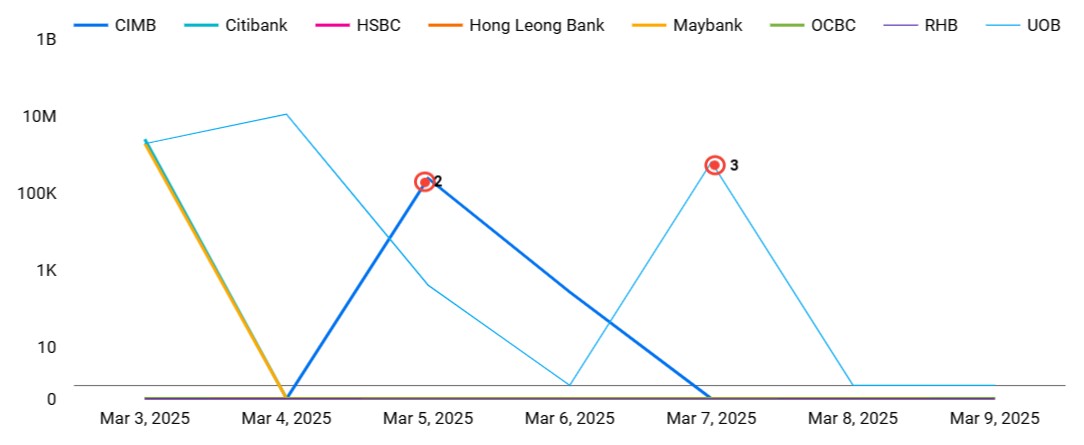 CIMB Citibank HSBC Hong Leong Bank Maybank OCBC RHB UOB
1B
10M
100K
1K
10
0
2
3
Mar 3, 2025 Mar 4, 2025 Mar 5, 2025 Mar 6, 2025 Mar 7, 2025 Mar 8, 2025 Mar 9, 2025